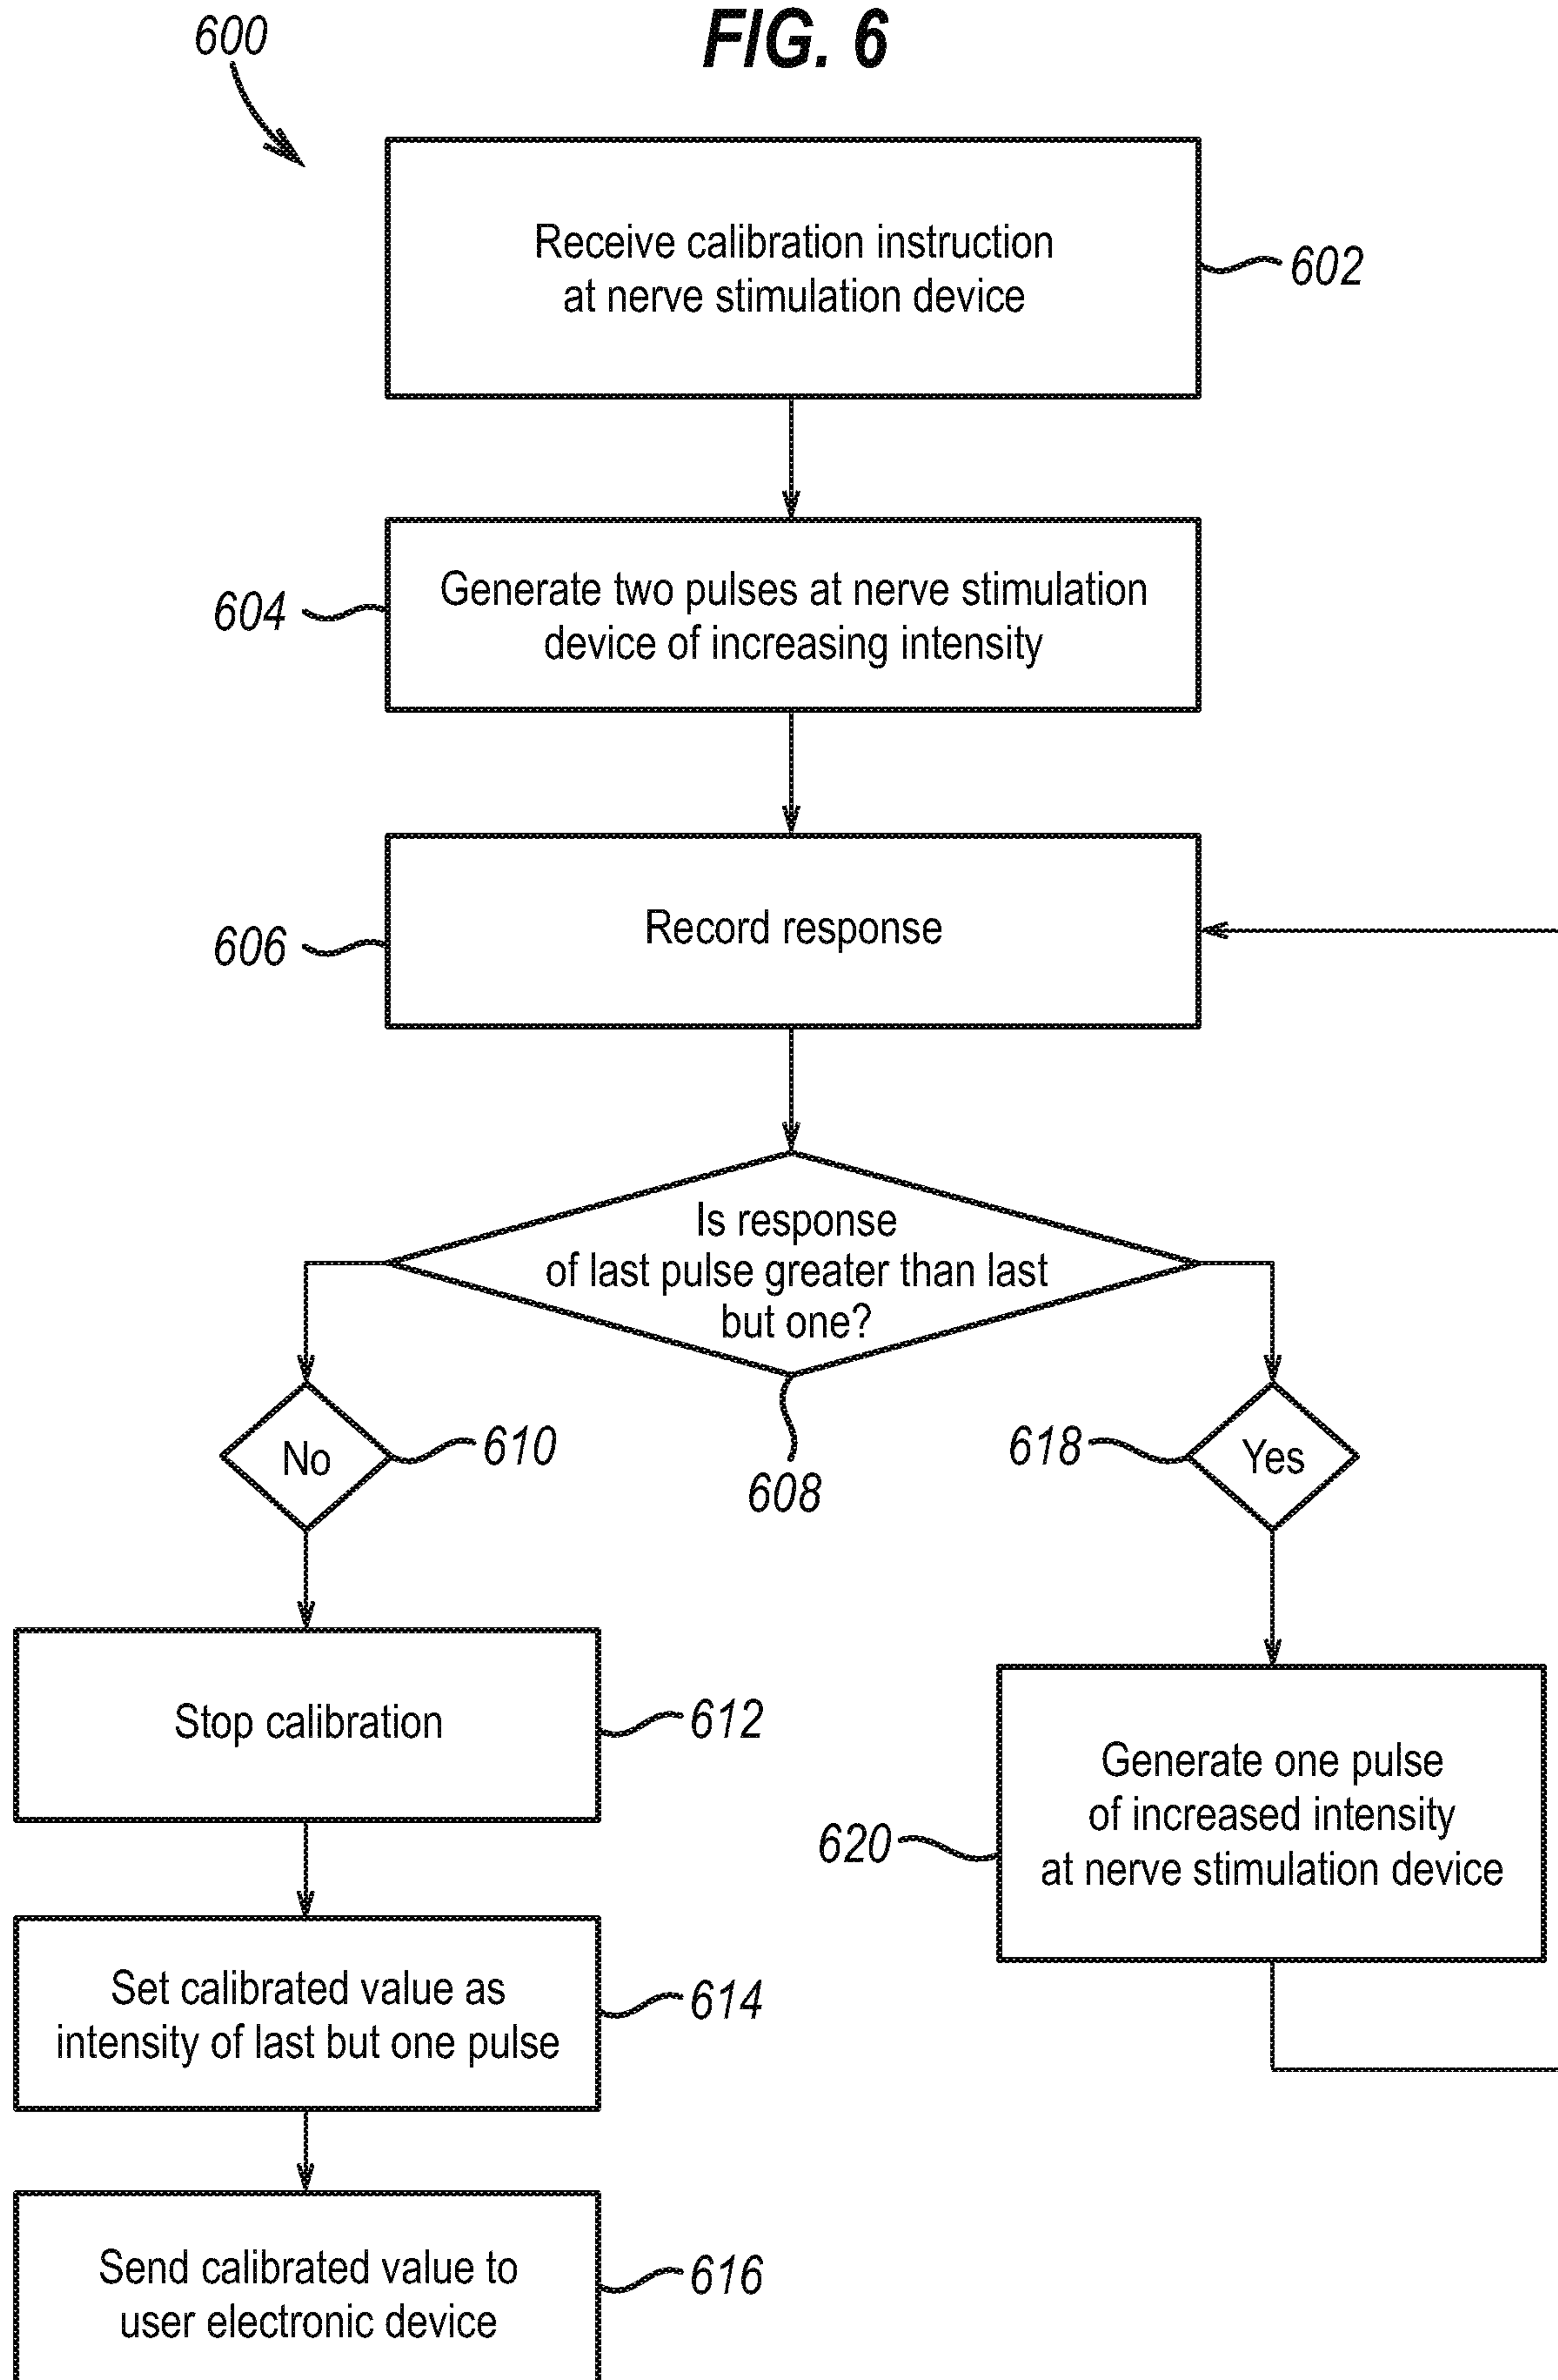 FIG. 6
600
Receive calibration instruction
at nerve stimulation device
602
Generate two pulses at nerve stimulation
device of increasing intensity
604
Record response
606
Is response
of last pulse greater than last
but one?
608
No
610
618
Yes
Stop calibration
612
Generate one pulse
of increased intensity
at nerve stimulation device
620
Set calibrated value as
intensity of last but one pulse
614
Send calibrated value to
user electronic device
616